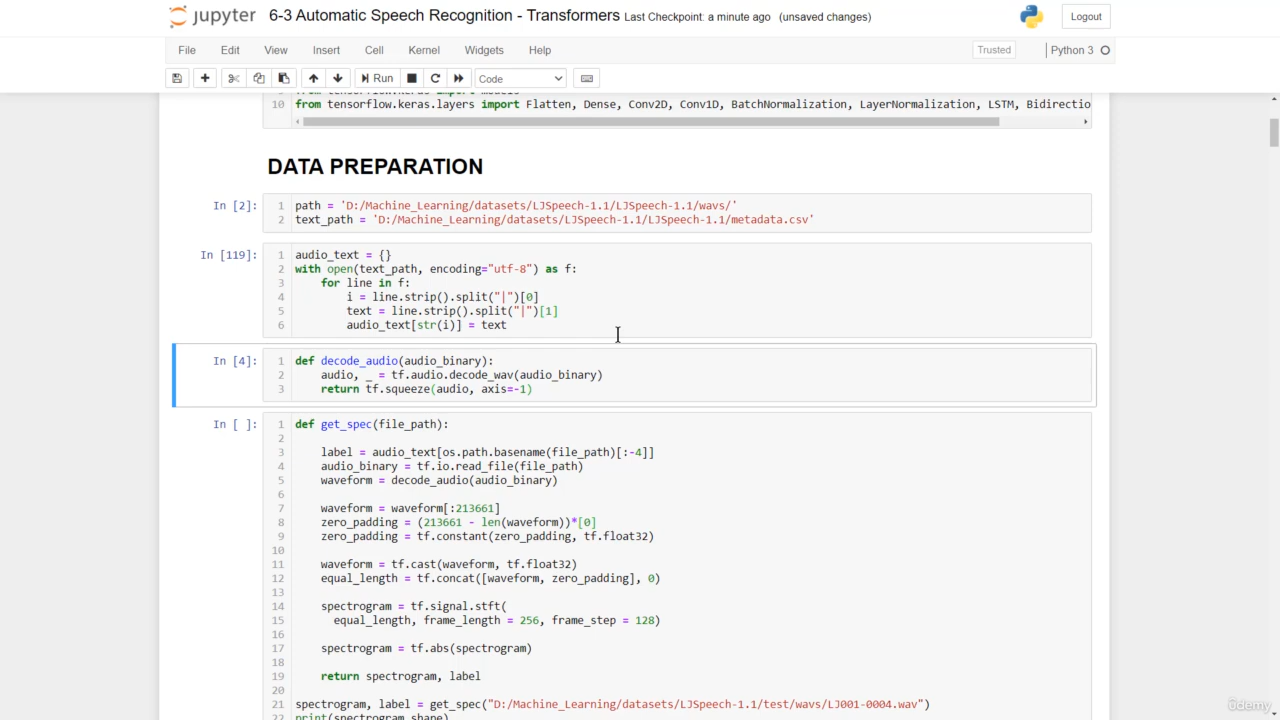 jupyter 6-3 Automatic Speech Recognition - Transformers Last Checkpoint: a minute ago (unsaved changes) Logout
File Edit View Insert Cell Kernel Widgets Help Trusted Python 3
Run Code
10 from tensorflow.keras.layers import Flatten, Dense, Conv2D, Conv1D, BatchNormalization, LayerNormalization, LSTM, Bidirectio
DATA PREPARATION
In [2]: 1 path = 'D:/Machine_Learning/datasets/LJSpeech-1.1/LJSpeech-1.1/wavs/'
2 text_path = 'D:/Machine_Learning/datasets/LJSpeech-1.1/LJSpeech-1.1/metadata.csv'
In [119]: 1 audio_text = {}
2 with open(text_path, encoding="utf-8") as f:
3 for line in f:
4 i = line.strip().split("|")[0]
5 text = line.strip().split("|")[1]
6 audio_text[str(i)] = text
In [4]: 1 def decode_audio(audio_binary):
2 audio, _ = tf.audio.decode_wav(audio_binary)
3 return tf.squeeze(audio, axis=-1)
In [ ]: 1 def get_spec(file_path):
2
3 label = audio_text[os.path.basename(file_path)[:-4]]
4 audio_binary = tf.io.read_file(file_path)
5 waveform = decode_audio(audio_binary)
6
7 waveform = waveform[:213661]
8 zero_padding = (213661 - len(waveform))*[0]
9 zero_padding = tf.constant(zero_padding, tf.float32)
10
11 waveform = tf.cast(waveform, tf.float32)
12 equal_length = tf.concat([waveform, zero_padding], 0)
13
14 spectrogram = tf.signal.stft(
15 equal_length, frame_length = 256, frame_step = 128)
16
17 spectrogram = tf.abs(spectrogram)
18
19 return spectrogram, label
20
21 spectrogram, label = get_spec("D:/Machine_Learning/datasets/LJSpeech-1.1/test/wavs/LJ001-0004.wav")
22 print(spectrogram.shape)
ûdemy